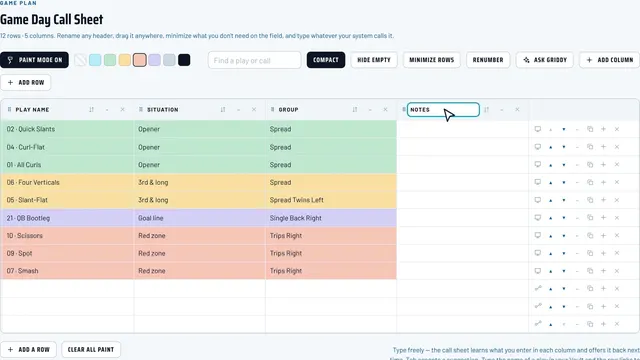 GAME PLAN
Game Day Call Sheet
12 rows · 5 columns. Rename any header, drag it anywhere, minimize what you don't need on the field, and type whatever your system calls it.
PAINT MODE ON
Find a play or call
COMPACT
HIDE EMPTY
MINIMIZE ROWS
RENUMBER
ASK GRIDDY
+ ADD COLUMN
+ ADD ROW
PLAY NAME SITUATION GROUP NOTES
02 · Quick Slants Opener Spread
04 · Curl-Flat Opener Spread
01 · All Curls Opener Spread
06 · Four Verticals 3rd & long Spread
05 · Slant-Flat 3rd & long Spread Twins Left
21 · QB Bootleg Goal line Single Back Right
10 · Scissors Red zone Trips Right
09 · Spot Red zone Trips Right
07 · Smash Red zone Trips Right
+ ADD A ROW
CLEAR ALL PAINT
Type freely — the call sheet learns what you enter in each column and offers it back next